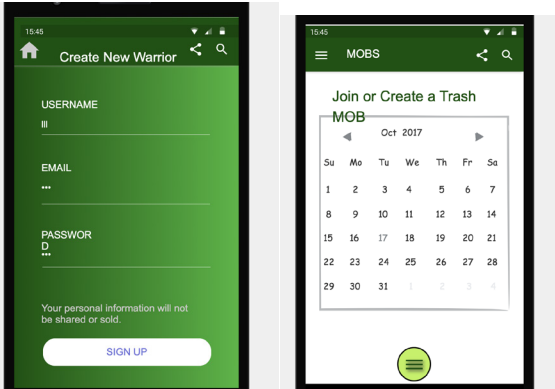 15:45
Create New Warrior
USERNAME
lll
EMAIL
•••
PASSWOR
D
•••
Your personal information will not
be shared or sold.
SIGN UP
15:45
MOBS
Join or Create a Trash
MOB
Oct 2017
Su Mo Tu We Th Fr Sa
1 2 3 4 5 6 7
8 9 10 11 12 13 14
15 16 17 18 19 20 21
22 23 24 25 26 27 28
29 30 31 1 2 3 4